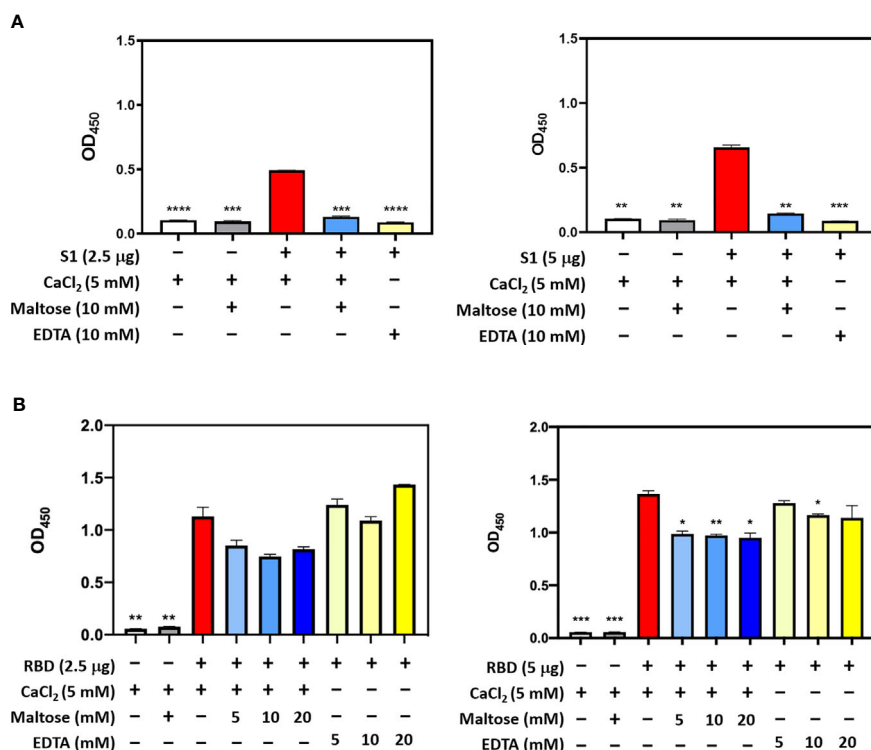 A
1.5
1.0
0.5
0.0
OD450
**** *** *** ****
S1 (2.5 μg) – – + + +
CaCl2 (5 mM) + + + + –
Maltose (10 mM) – + – + –
EDTA (10 mM) – – – – +
1.5
1.0
0.5
0.0
OD450
** ** ** ***
S1 (5 μg) – – + + +
CaCl2 (5 mM) + + + + –
Maltose (10 mM) – + – + –
EDTA (10 mM) – – – – +
B
2.0
1.5
1.0
0.5
0.0
OD450
** **
RBD (2.5 μg) – – + + + + + + +
CaCl2 (5 mM) + + + + + + – – –
Maltose (mM) – + – 5 10 20 – – –
EDTA (mM) – – – – – – 5 10 20
2.0
1.5
1.0
0.5
0.0
OD450
*** *** * ** * *
RBD (5 μg) – – + + + + + + +
CaCl2 (5 mM) + + + + + + – – –
Maltose (mM) – + – 5 10 20 – – –
EDTA (mM) – – – – – – 5 10 20